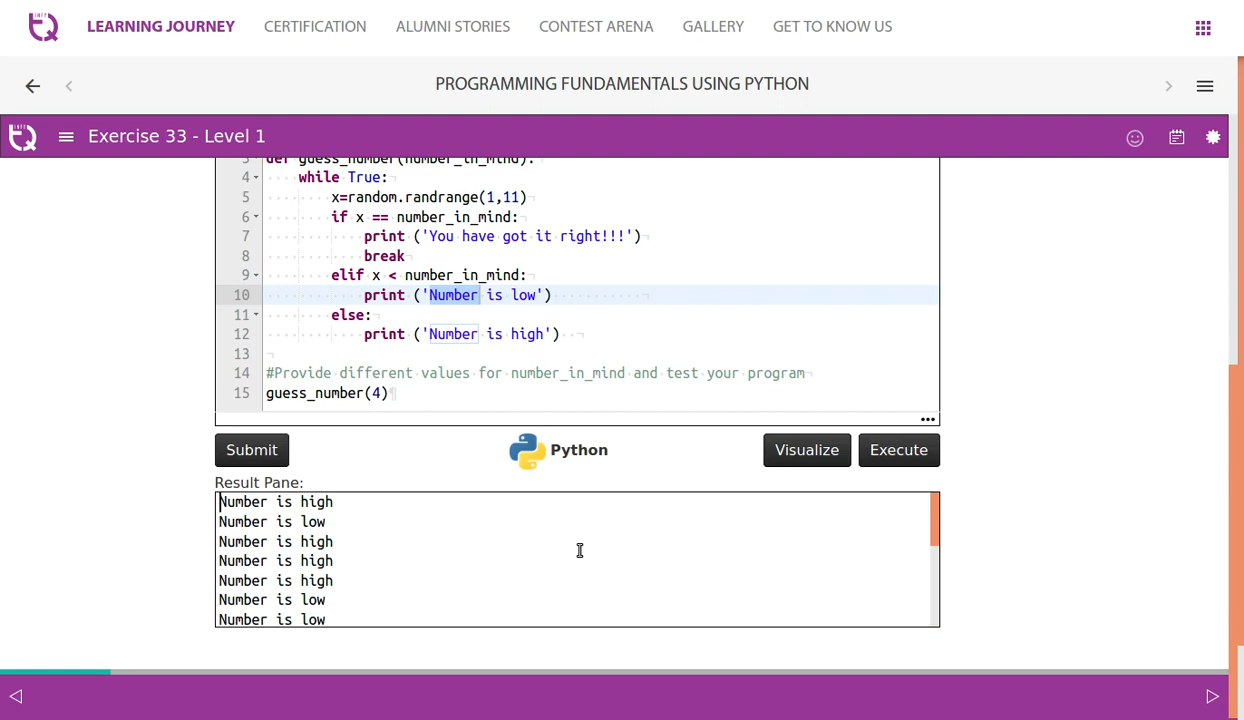 LEARNING JOURNEY CERTIFICATION ALUMNI STORIES CONTEST ARENA GALLERY GET TO KNOW US
PROGRAMMING FUNDAMENTALS USING PYTHON
Exercise 33 - Level 1
3 def guess_number(number_in_mind):
4 while True:
5 x=random.randrange(1,11)
6 if x == number_in_mind:
7 print ('You have got it right!!!')
8 break
9 elif x < number_in_mind:
10 print ('Number is low')
11 else:
12 print ('Number is high')
13
14 #Provide different values for number_in_mind and test your program
15 guess_number(4)
Submit Python Visualize Execute
Result Pane:
Number is high
Number is low
Number is high
Number is high
Number is high
Number is low
Number is low